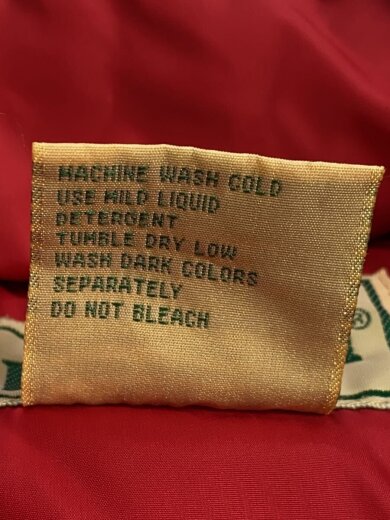 MACHINE WASH COLD
USE MILD LIQUID
DETERGENT
TUMBLE DRY LOW
WASH DARK COLORS
SEPARATELY
DO NOT BLEACH
®